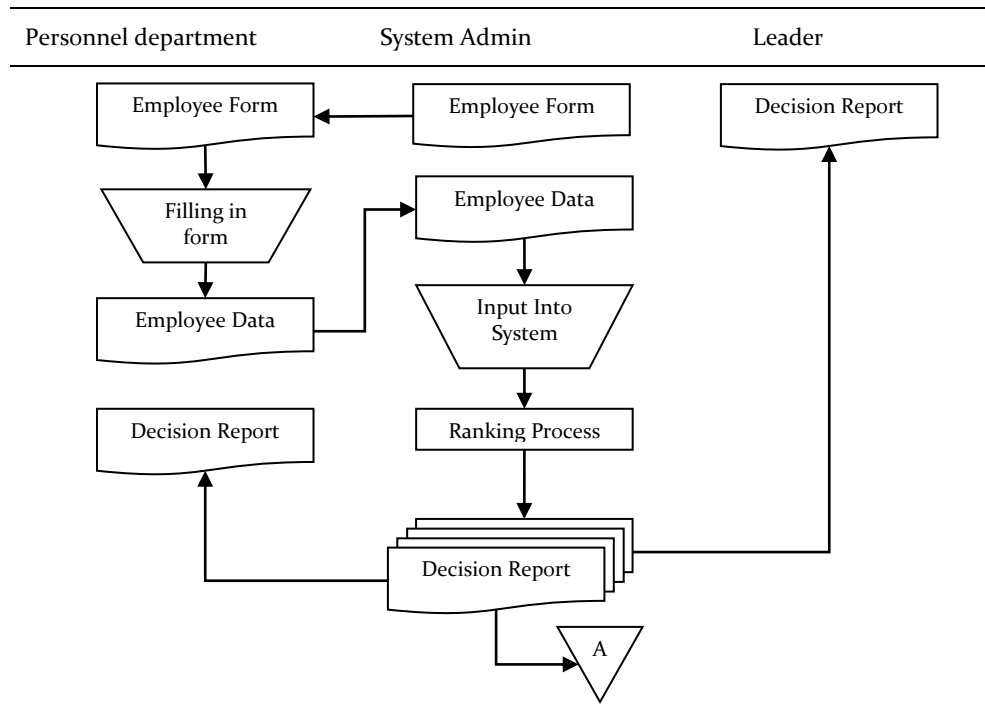 Personnel department System Admin Leader
Employee Form
Employee Form
Decision Report
Filling in
form
Employee Data
Employee Data
Input Into
System
Decision Report
Ranking Process
Decision Report
A